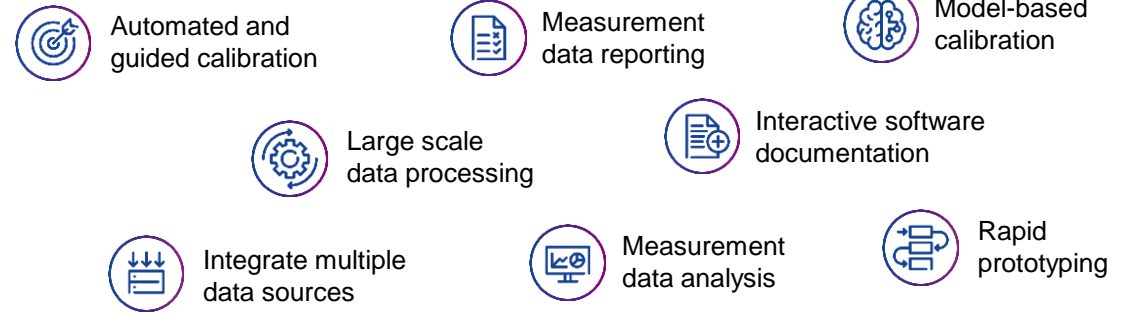 Automated and
guided calibration
Measurement
data reporting
Model-based
calibration
Large scale
data processing
Interactive software
documentation
Integrate multiple
data sources
Measurement
data analysis
Rapid
prototyping